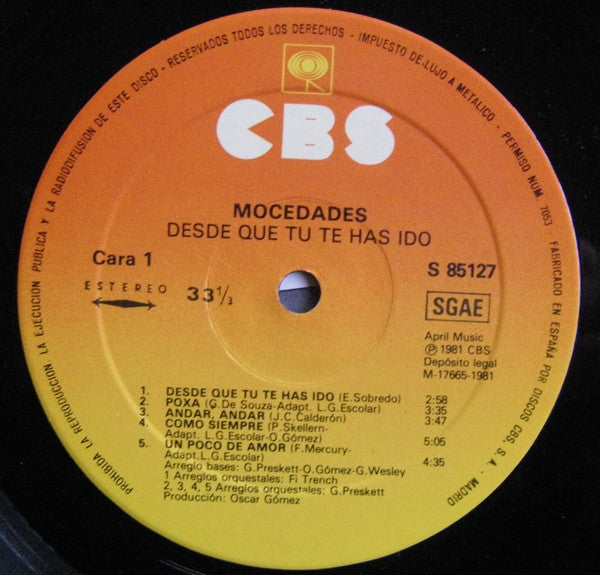 PROHIBIDA LA REPRODUCCION, LA EJECUCION PUBLICA Y LA RADIODIFUSION DE ESTE DISCO - RESERVADOS TODOS LOS DERECHOS - IMPUESTO DE LUJO A METALICO - PERMISO NUM. 7053 FABRICADO EN ESPAÑA POR DISCOS CBS, S. A. - MADRID
CBS
MOCEDADES
DESDE QUE TU TE HAS IDO
Cara 1
S 85127
ESTEREO
33 1/3
SGAE
April Music
℗ 1981 CBS
Depósito legal
M-17665-1981
1. DESDE QUE TU TE HAS IDO (E.Sobredo) 2:58
2. POXA (G.De Souza-Adapt. L.G.Escolar) 3:35
3. ANDAR, ANDAR (J.C.Calderón) 3:47
4. COMO SIEMPRE (P.Skellern-
Adapt. L.G.Escolar-O.Gómez) 5:05
5. UN POCO DE AMOR (F.Mercury-
Adapt.L.G.Escolar) 4:35
Arreglo bases: G.Preskett-O.Gómez-G.Wesley
1 Arreglos orquestales: Fi Trench
2, 3, 4, 5 Arreglos orquestales: G.Preskett
Producción: Oscar Gómez